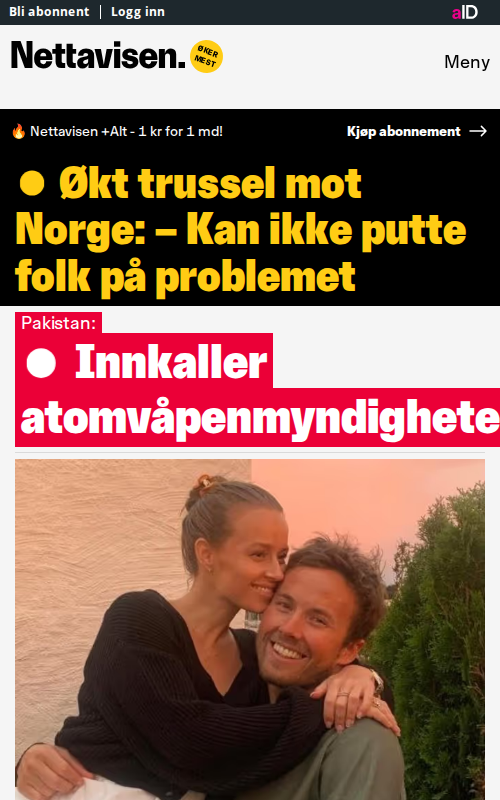 Bli abonnent | Logg inn
aID
Nettavisen.
ØKER
MEST
Meny
🔥 Nettavisen +Alt - 1 kr for 1 md!
Kjøp abonnement →
● Økt trussel mot
Norge: – Kan ikke putte
folk på problemet
Pakistan:
● Innkaller
atomvåpenmyndighete